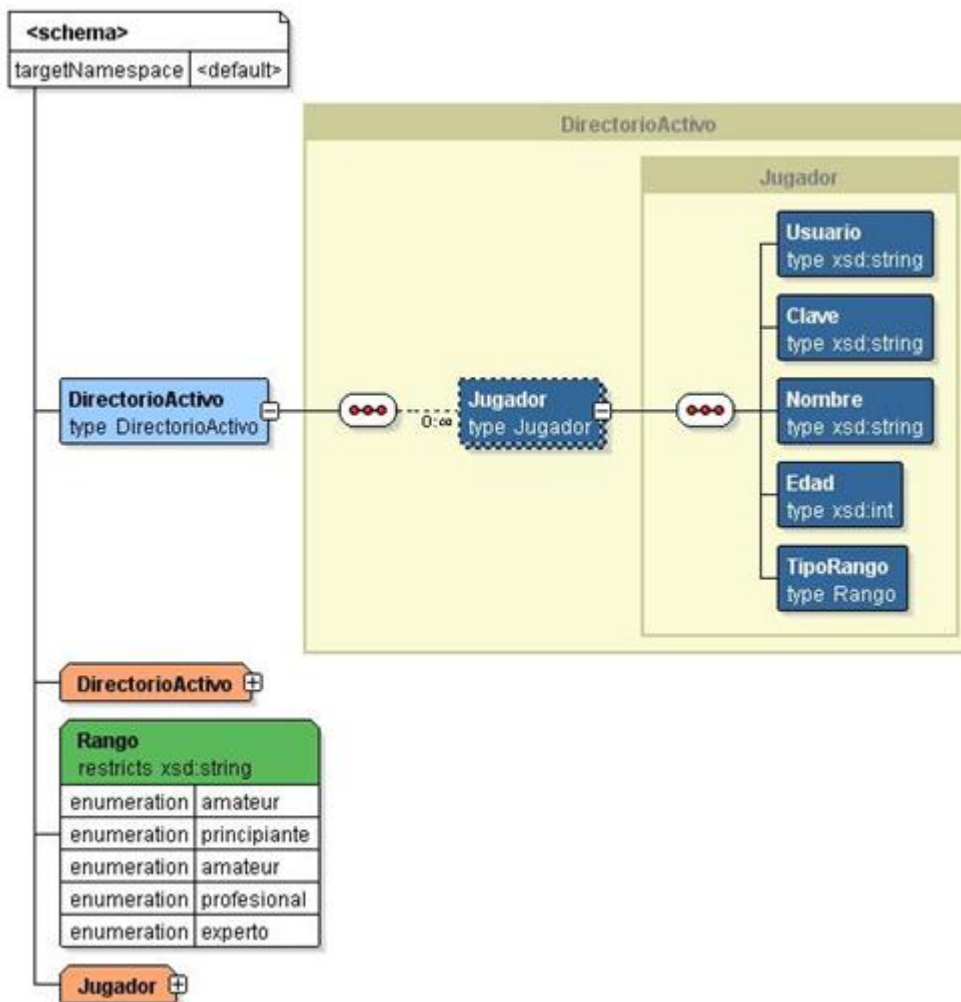 <schema>
targetNamespace <default>
DirectorioActivo
Jugador
Usuario
type xsd:string
Clave
type xsd:string
DirectorioActivo
type DirectorioActivo
0:∞
Jugador
type Jugador
Nombre
type xsd:string
Edad
type xsd:int
TipoRango
type Rango
DirectorioActivo
Rango
restricts xsd:string
enumeration amateur
enumeration principiante
enumeration amateur
enumeration profesional
enumeration experto
Jugador